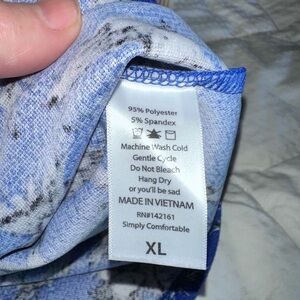 95% Polyester
5% Spandex
Machine Wash Cold
Gentle Cycle
Do Not Bleach
Hang Dry
or you'll be sad
MADE IN VIETNAM
RN#142161
Simply Comfortable
XL